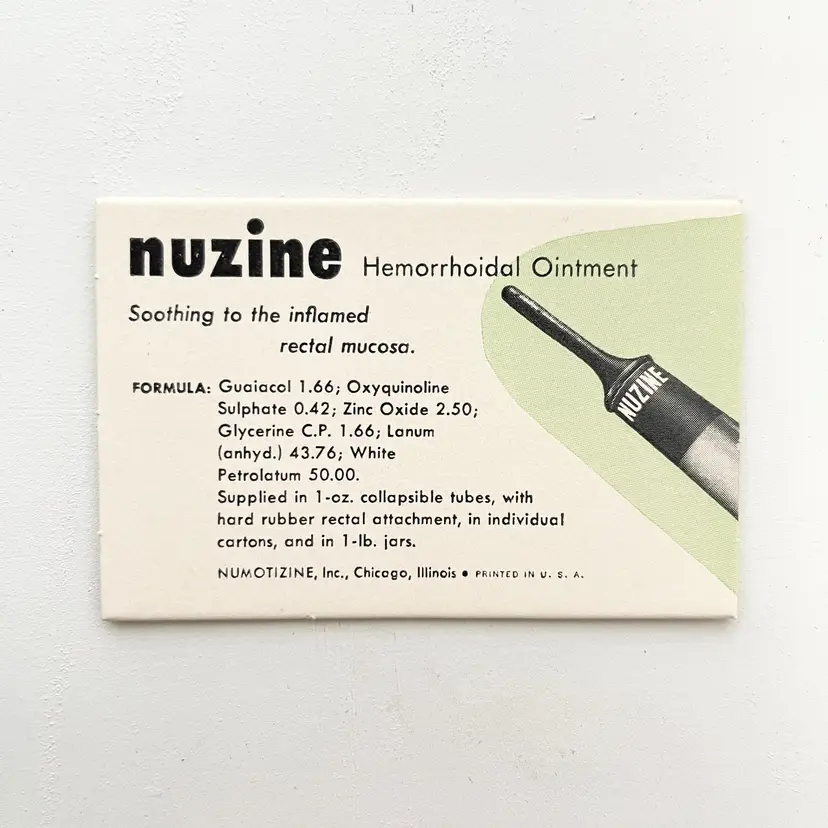 nuzine Hemorrhoidal Ointment
Soothing to the inflamed
rectal mucosa.
FORMULA: Guaiacol 1.66; Oxyquinoline
Sulphate 0.42; Zinc Oxide 2.50;
Glycerine C.P. 1.66; Lanum
(anhyd.) 43.76; White
Petrolatum 50.00.
Supplied in 1-oz. collapsible tubes, with
hard rubber rectal attachment, in individual
cartons, and in 1-lb. jars.
NUMOTIZINE, Inc., Chicago, Illinois • PRINTED IN U. S. A.
NUZINE